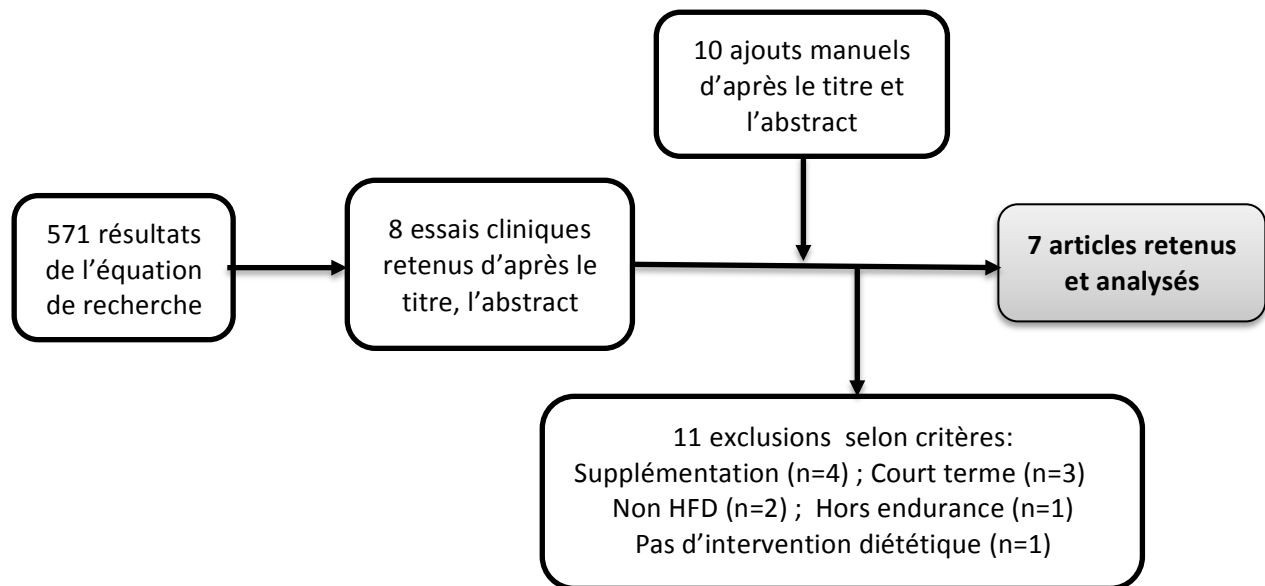 10 ajouts manuels
d’après le titre et
l’abstract
571 résultats
de l’équation
de recherche
8 essais cliniques
retenus d’après le
titre, l’abstract
7 articles retenus
et analysés
11 exclusions  selon critères:
Supplémentation (n=4) ; Court terme (n=3)
Non HFD (n=2) ;  Hors endurance (n=1)
Pas d’intervention diététique (n=1)